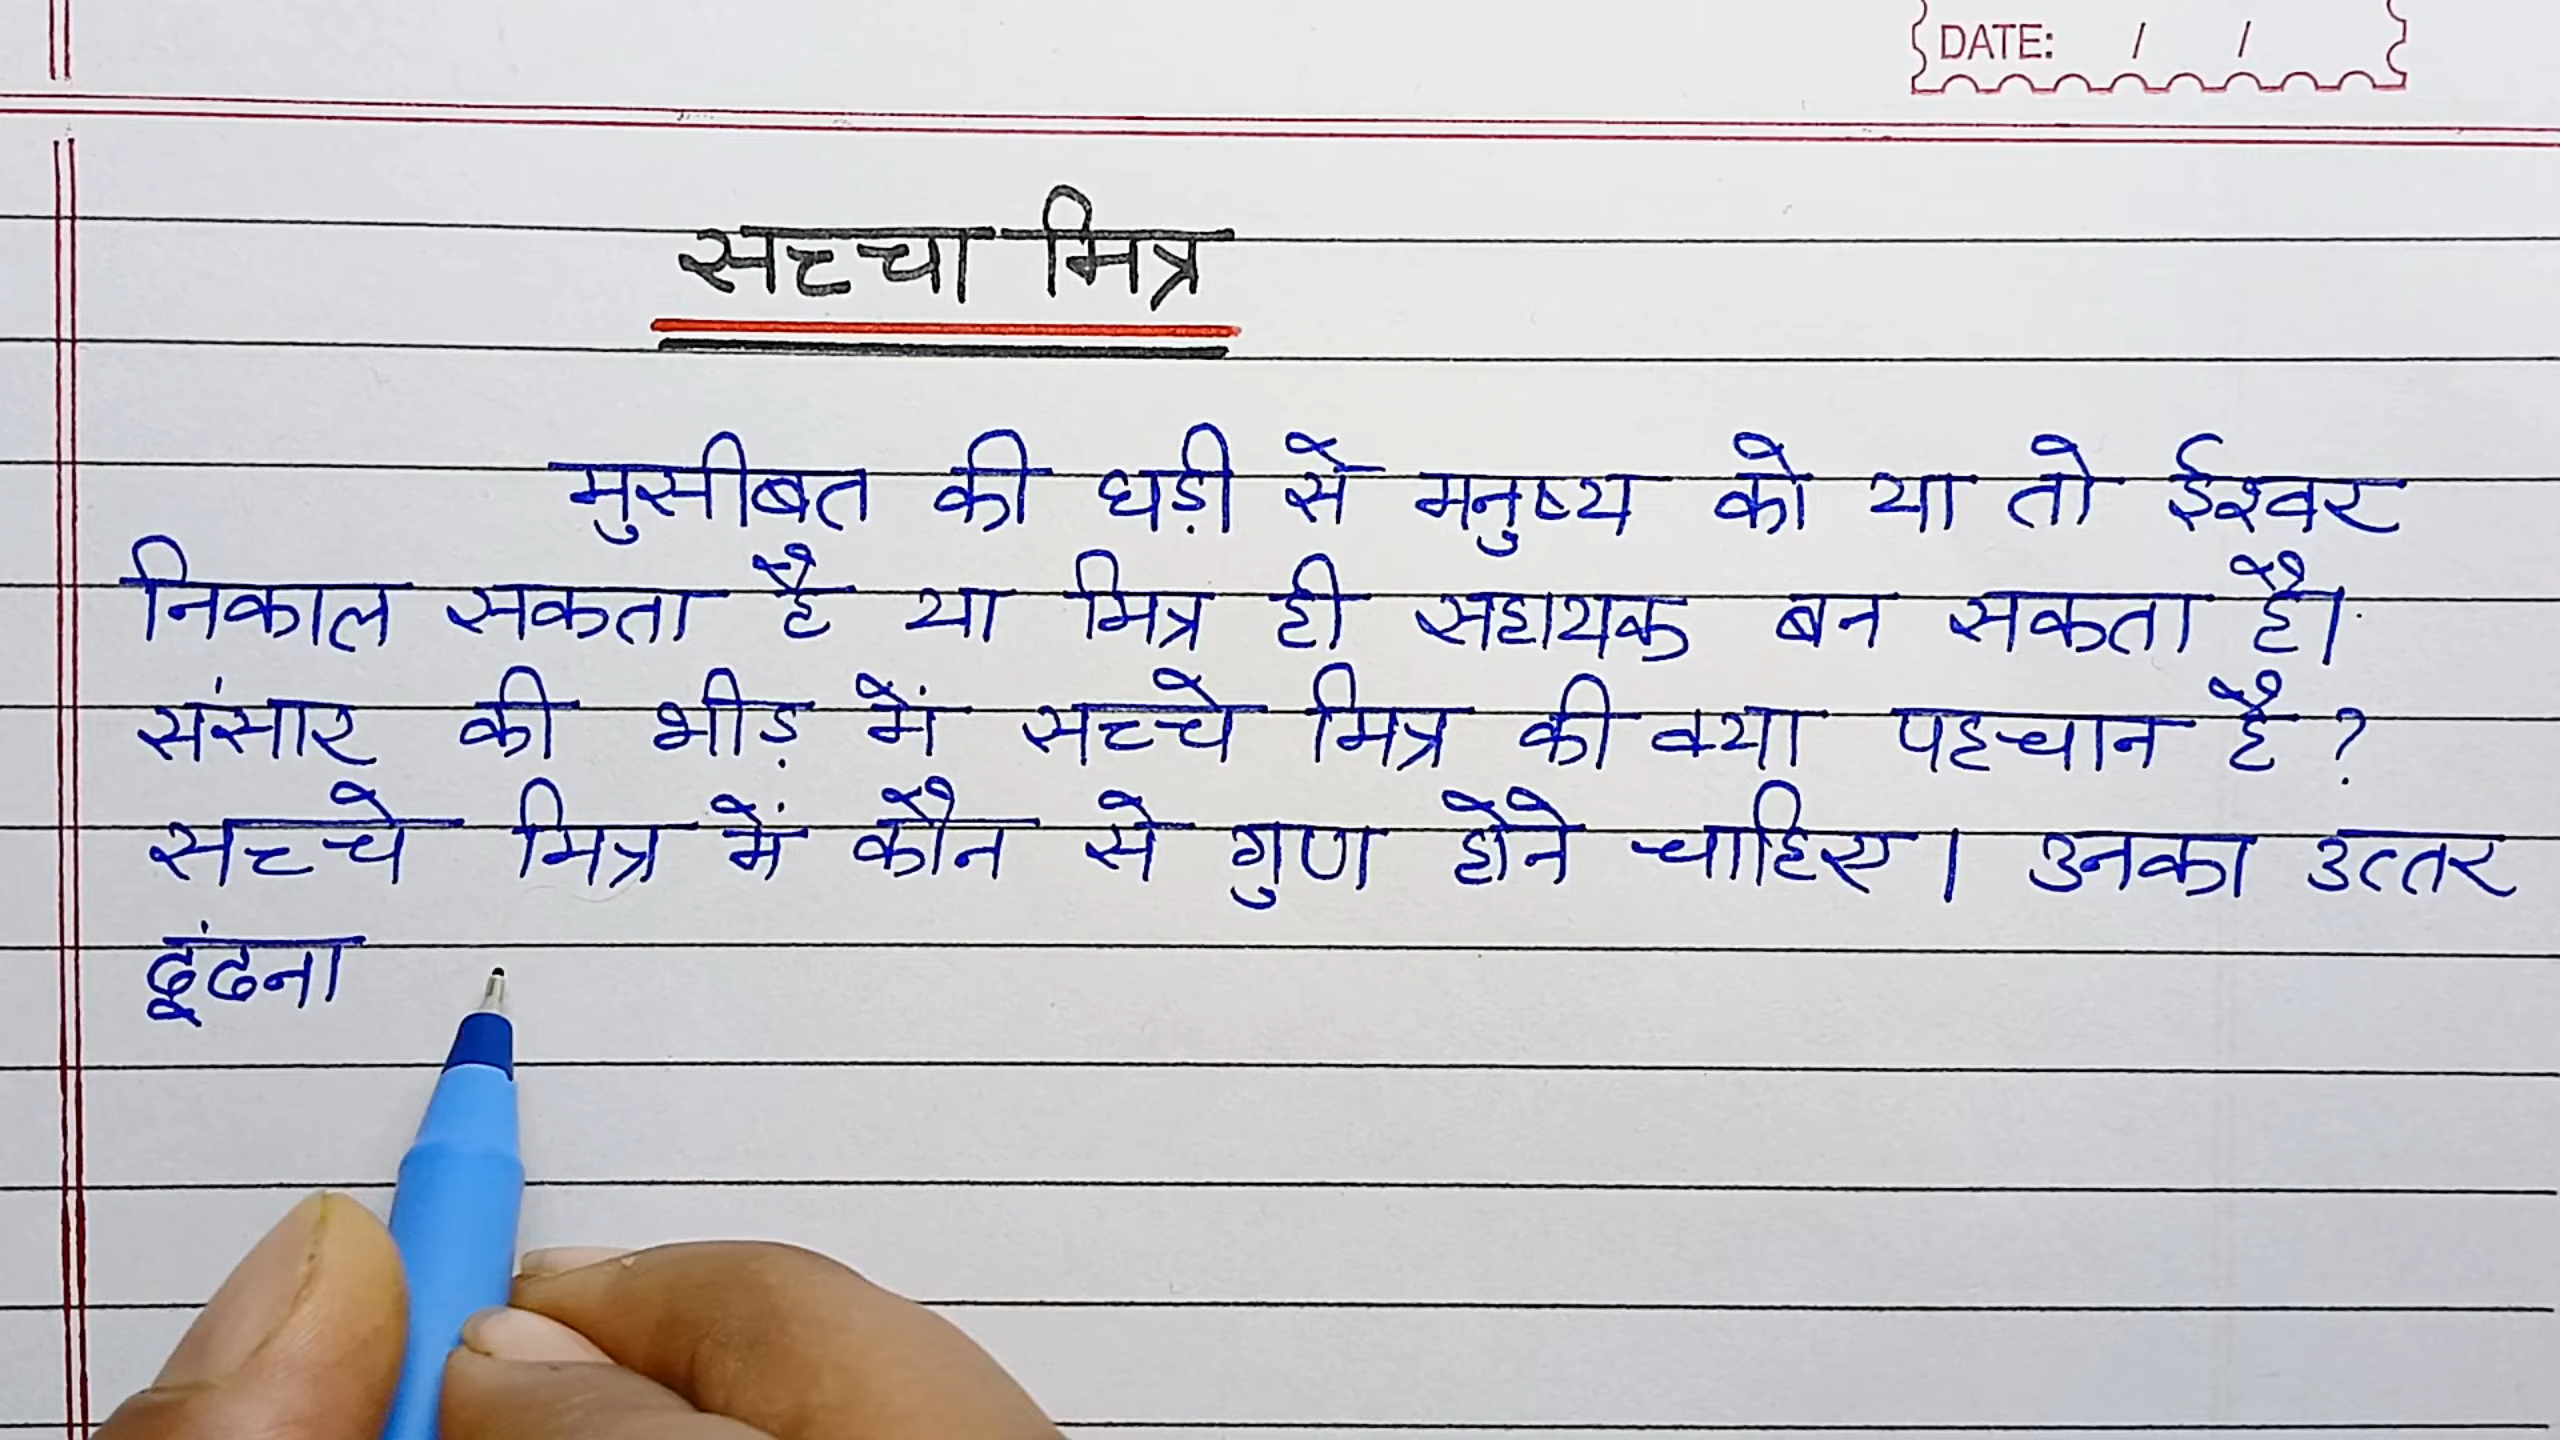 DATE: / /
सच्चा मित्र
मुसीबत की घड़ी से मनुष्य को या तो ईश्वर
निकाल सकता है या मित्र ही सहायक बन सकता है।
संसार की भीड़ में सच्चे मित्र की क्या पहचान है?
सच्चे मित्र में कौन से गुण होने चाहिए। उनका उत्तर
ढूंढना